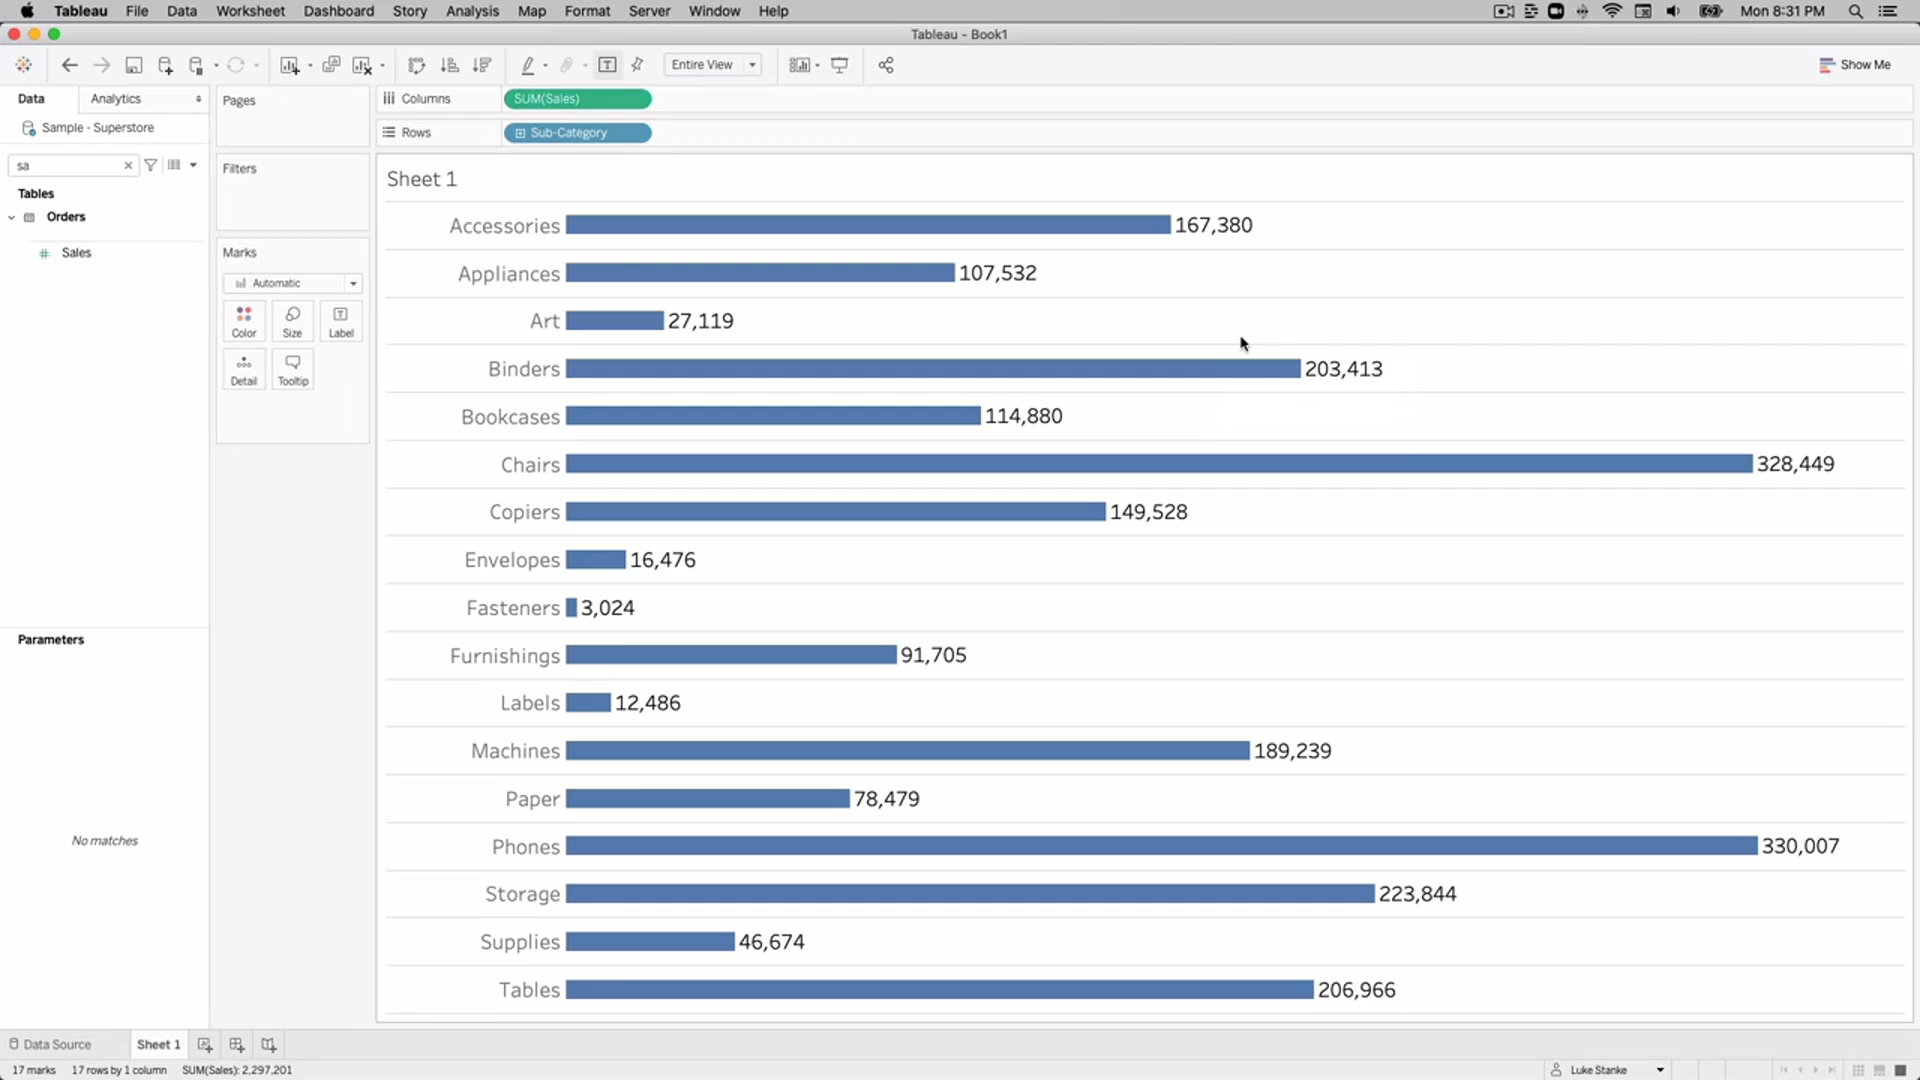 Tableau File Data Worksheet Dashboard Story Analysis Map Format Server Window Help Mon 8:31 PM
Tableau - Book1
Entire View Show Me
Data Analytics Pages Columns SUM(Sales)
Sample - Superstore
Rows Sub-Category
sa Filters
Tables
Orders
Sales
Marks
Automatic
Color Size Label
Detail Tooltip
Parameters
No matches
Sheet 1
Accessories 167,380
Appliances 107,532
Art 27,119
Binders 203,413
Bookcases 114,880
Chairs 328,449
Copiers 149,528
Envelopes 16,476
Fasteners 3,024
Furnishings 91,705
Labels 12,486
Machines 189,239
Paper 78,479
Phones 330,007
Storage 223,844
Supplies 46,674
Tables 206,966
Data Source Sheet 1
17 marks 17 rows by 1 column SUM(Sales): 2,297,201 Luke Stanke